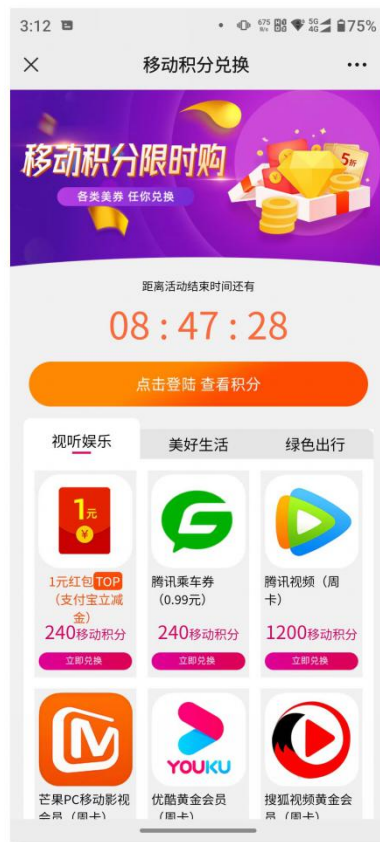 3:12
675 B/s 5G 4G 75%
移动积分兑换
移动积分限时购
各类美券 任你兑换
5折
距离活动结束时间还有
08 : 47 : 28
点击登陆 查看积分
视听娱乐 美好生活 绿色出行
1元
¥
1元红包TOP
（支付宝立减
金）
240移动积分
立即兑换
腾讯乘车券
（0.99元）
240移动积分
立即兑换
腾讯视频（周
卡）
1200移动积分
立即兑换
YOUKU
芒果PC移动影视
会员（周卡）
优酷黄金会员
（周卡）
搜狐视频黄金会
员（周卡）